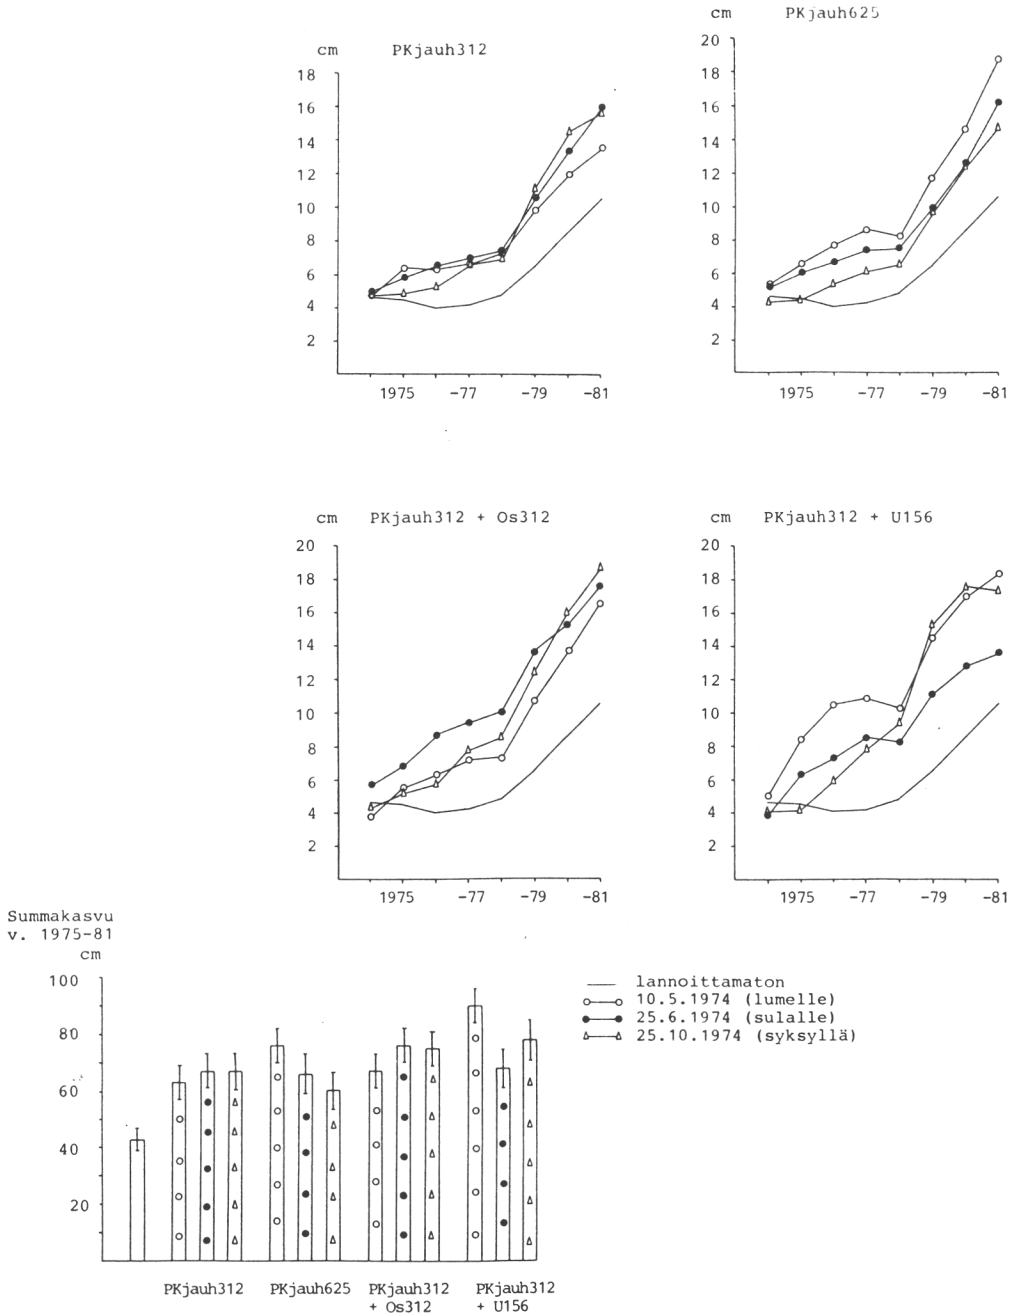 cm PKjauh312
18
16
14
12
10
8
6
4
2
1975 -77 -79 -81
cm PKjauh625
20
18
16
14
12
10
8
6
4
2
1975 -77 -79 -81
cm PKjauh312 + Os312
20
18
16
14
12
10
8
6
4
2
1975 -77 -79 -81
cm PKjauh312 + U156
20
18
16
14
12
10
8
6
4
2
1975 -77 -79 -81
Summakasvu
v. 1975-81
cm
100
80
60
40
20
PKjauh312 PKjauh625 PKjauh312 PKjauh312
+ Os312 + U156
lannoittamaton
10.5.1974 (lumelle)
25.6.1974 (sulalle)
25.10.1974 (syksyllä)